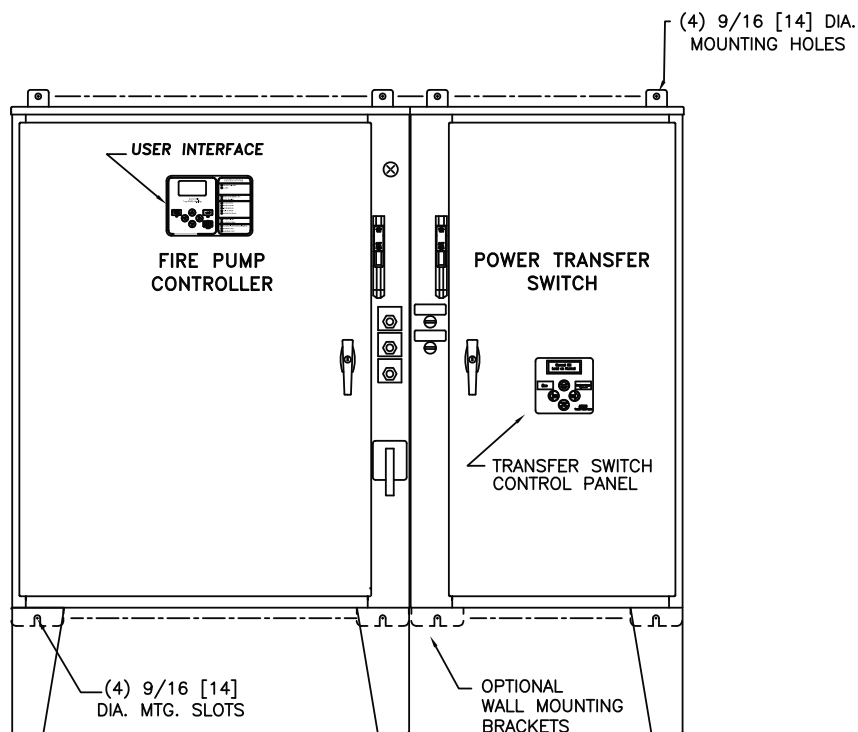 (4) 9/16 [14] DIA.
MOUNTING HOLES
USER INTERFACE
FIRE PUMP
CONTROLLER
POWER TRANSFER
SWITCH
TRANSFER SWITCH
CONTROL PANEL
(4) 9/16 [14]
DIA. MTG. SLOTS
OPTIONAL
WALL MOUNTING
BRACKETS